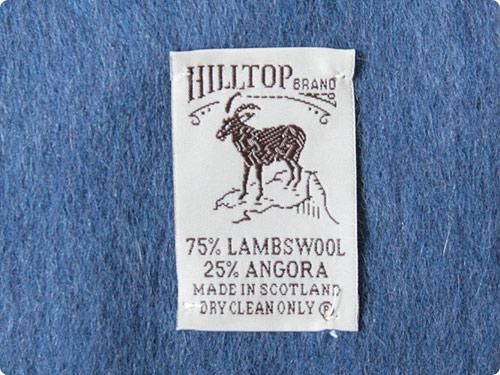 HILLTOP BRAND
75% LAMBSWOOL
25% ANGORA
MADE IN SCOTLAND
DRY CLEAN ONLY Ⓟ